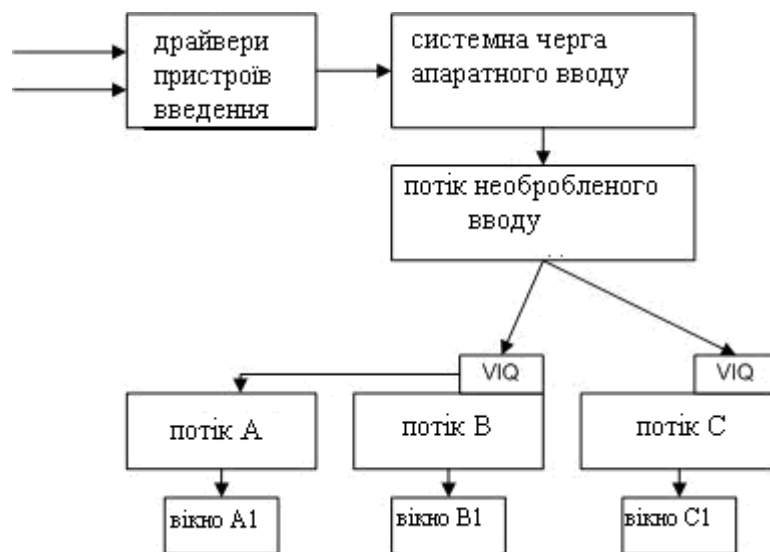 драйвери
пристроїв
введення
системна черга
апаратного вводу
потік необробленого
вводу
VIQ
VIQ
потік А
потік В
потік С
вікно А1
вікно В1
вікно С1